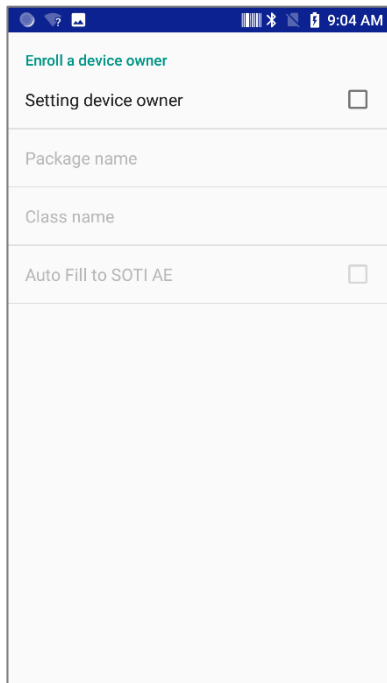 9:04 AM
Enroll a device owner
Setting device owner
Package name
Class name
Auto Fill to SOTI AE